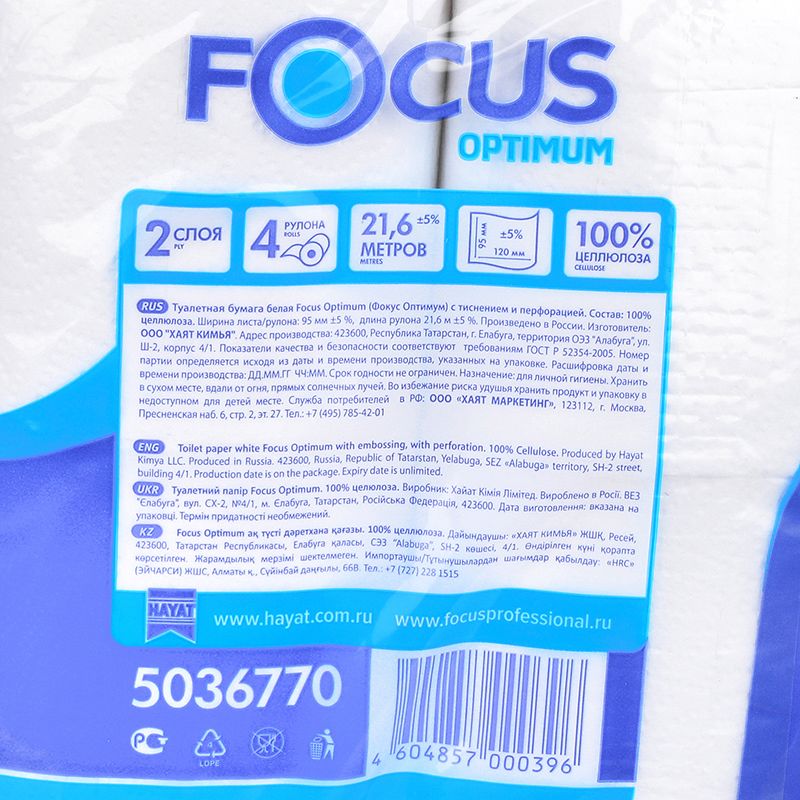 FOCUS
OPTIMUM
2 СЛОЯ
PLY
4 РУЛОНА
ROLLS
21,6 ±5%
МЕТРОВ
METRES
95 мм
±5%
120 мм
100%
ЦЕЛЛЮЛОЗА
CELLULOSE
RUS Туалетная бумага белая Focus Optimum (Фокус Оптимум) с тиснением и перфорацией. Состав: 100%
целлюлоза. Ширина листа/рулона: 95 мм ±5 %, длина рулона 21,6 м ±5 %. Произведено в России. Изготовитель:
ООО "ХАЯТ КИМЬЯ". Адрес производства: 423600, Республика Татарстан, г. Елабуга, территория ОЭЗ "Алабуга", ул.
Ш-2, корпус 4/1. Показатели качества и безопасности соответствуют требованиям ГОСТ Р 52354-2005. Номер
партии определяется исходя из даты и времени производства, указанных на упаковке. Расшифровка даты и
времени производства: ДД.ММ.ГГ ЧЧ:ММ. Срок годности не ограничен. Назначение: для личной гигиены. Хранить
в сухом месте, вдали от огня, прямых солнечных лучей. Во избежание риска удушья хранить продукт и упаковку в
недоступном для детей месте. Служба потребителей в РФ: ООО «ХАЯТ МАРКЕТИНГ», 123112, г. Москва,
Пресненская наб. 6, стр. 2, эт. 27. Тел.: +7 (495) 785-42-01
ENG Toilet paper white Focus Optimum with embossing, with perforation. 100% Cellulose. Produced by Hayat
Kimya LLC. Produced in Russia. 423600, Russia, Republic of Tatarstan, Yelabuga, SEZ «Alabuga» territory, SH-2 street,
building 4/1. Production date is on the package. Expiry date is unlimited.
UKR Туалетний папір Focus Optimum. 100% целлюлоза. Виробник: Хайат Кімія Лімітед. Вироблено в Росії. ВЕЗ
"Єлабуга", вул. СХ-2, №4/1, м. Єлабуга, Татарстан, Російська Федерація, 423600. Дата виготовлення: вказана на
упаковці. Термін придатності необмежений.
KZ Focus Optimum ақ түсті дәретхана қағазы. 100% целлюлоза. Дайындаушы: «ХАЯТ КИМЬЯ» ЖШҚ, Ресей,
423600, Татарстан Республикасы, Елабуга қаласы, СЭЗ "Alabuga", SH-2 көшесі, 4/1. Өндірілген күні қорапта
көрсетілген. Жарамдылық мерзімі шектелмеген. Импорташы/Тұтынушылардан шағымдар қабылдау: «HRC»
(ЭЙЧАРСИ) ЖШС, Алматы қ., Сүйінбай даңғылы, 66В. Тел.: +7 (727) 228 1515
HAYAT
www.hayat.com.ru www.focusprofessional.ru
5036770
РСТ
4
LDPE
4 604857 000396